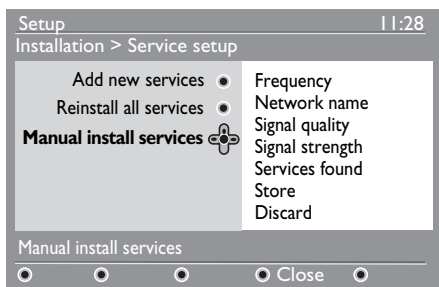 Setup 11:28
Installation > Service setup
Add new services
Reinstall all services
Manual install services
Frequency
Network name
Signal quality
Signal strength
Services found
Store
Discard
Manual install services
Close